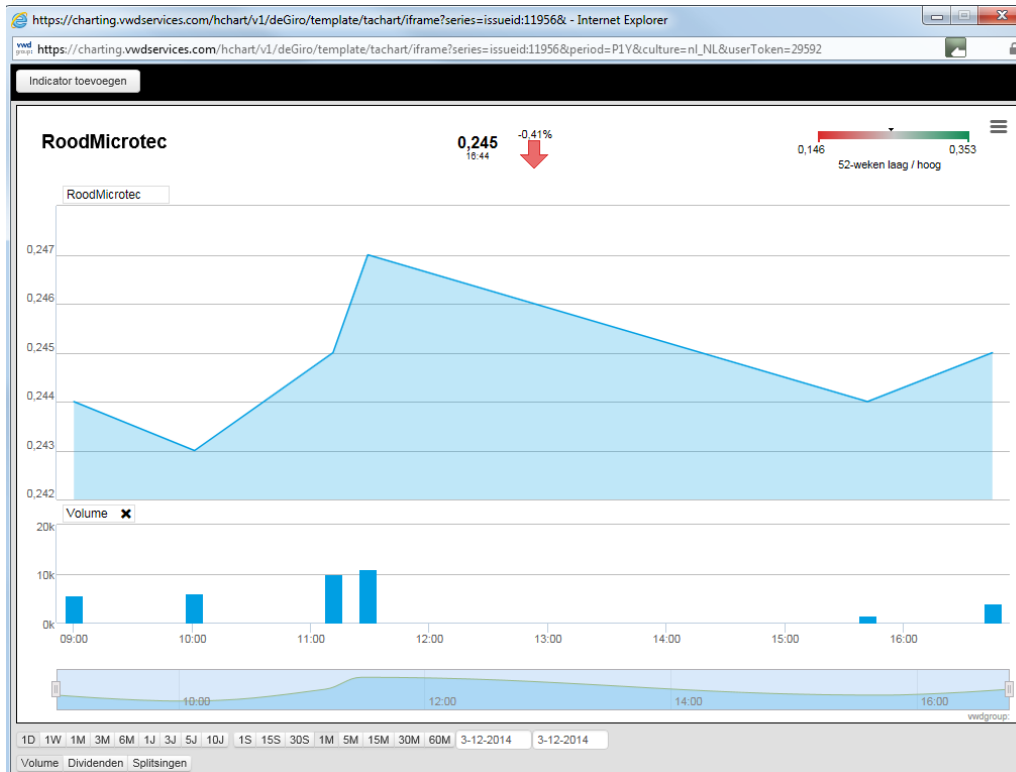 https://charting.vwdservices.com/hchart/v1/deGiro/template/tachart/iframe?series=issueid:11956& - Internet Explorer
vwd group: https://charting.vwdservices.com/hchart/v1/deGiro/template/tachart/iframe?series=issueid:11956&period=P1Y&culture=nl_NL&userToken=29592
Indicator toevoegen
RoodMicrotec
0,245
16:44
-0,41%
0,146 0,353
52-weken laag / hoog
RoodMicrotec
0,247
0,246
0,245
0,244
0,243
0,242
Volume
20k
10k
0k
09:00 10:00 11:00 12:00 13:00 14:00 15:00 16:00
10:00 12:00 14:00 16:00
vwdgroup:
1D 1W 1M 3M 6M 1J 3J 5J 10J 1S 15S 30S 1M 5M 15M 30M 60M 3-12-2014 3-12-2014
Volume Dividenden Splitsingen